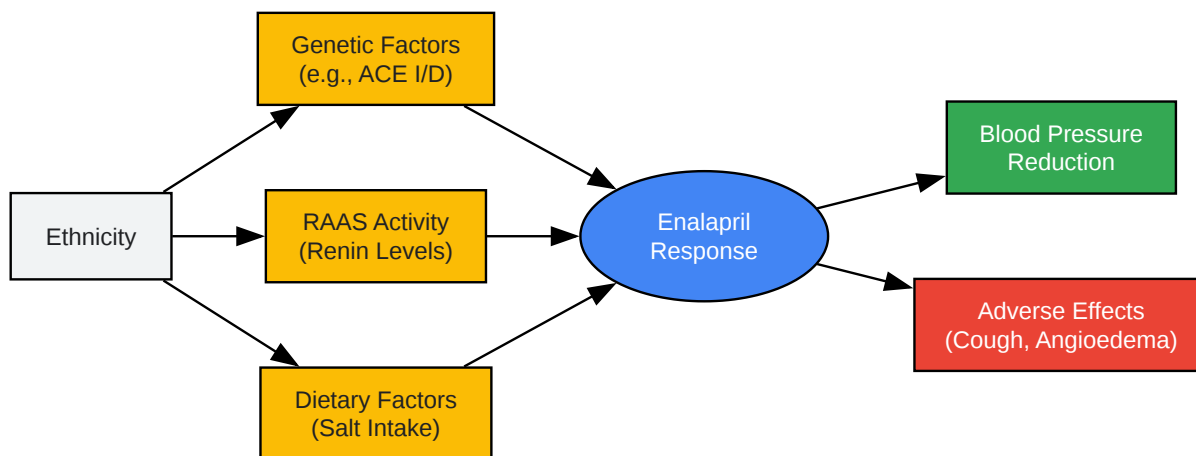 Genetic Factors
(e.g., ACE I/D)
Ethnicity
RAAS Activity
(Renin Levels)
Dietary Factors
(Salt Intake)
Enalapril
Response
Blood Pressure
Reduction
Adverse Effects
(Cough, Angioedema)